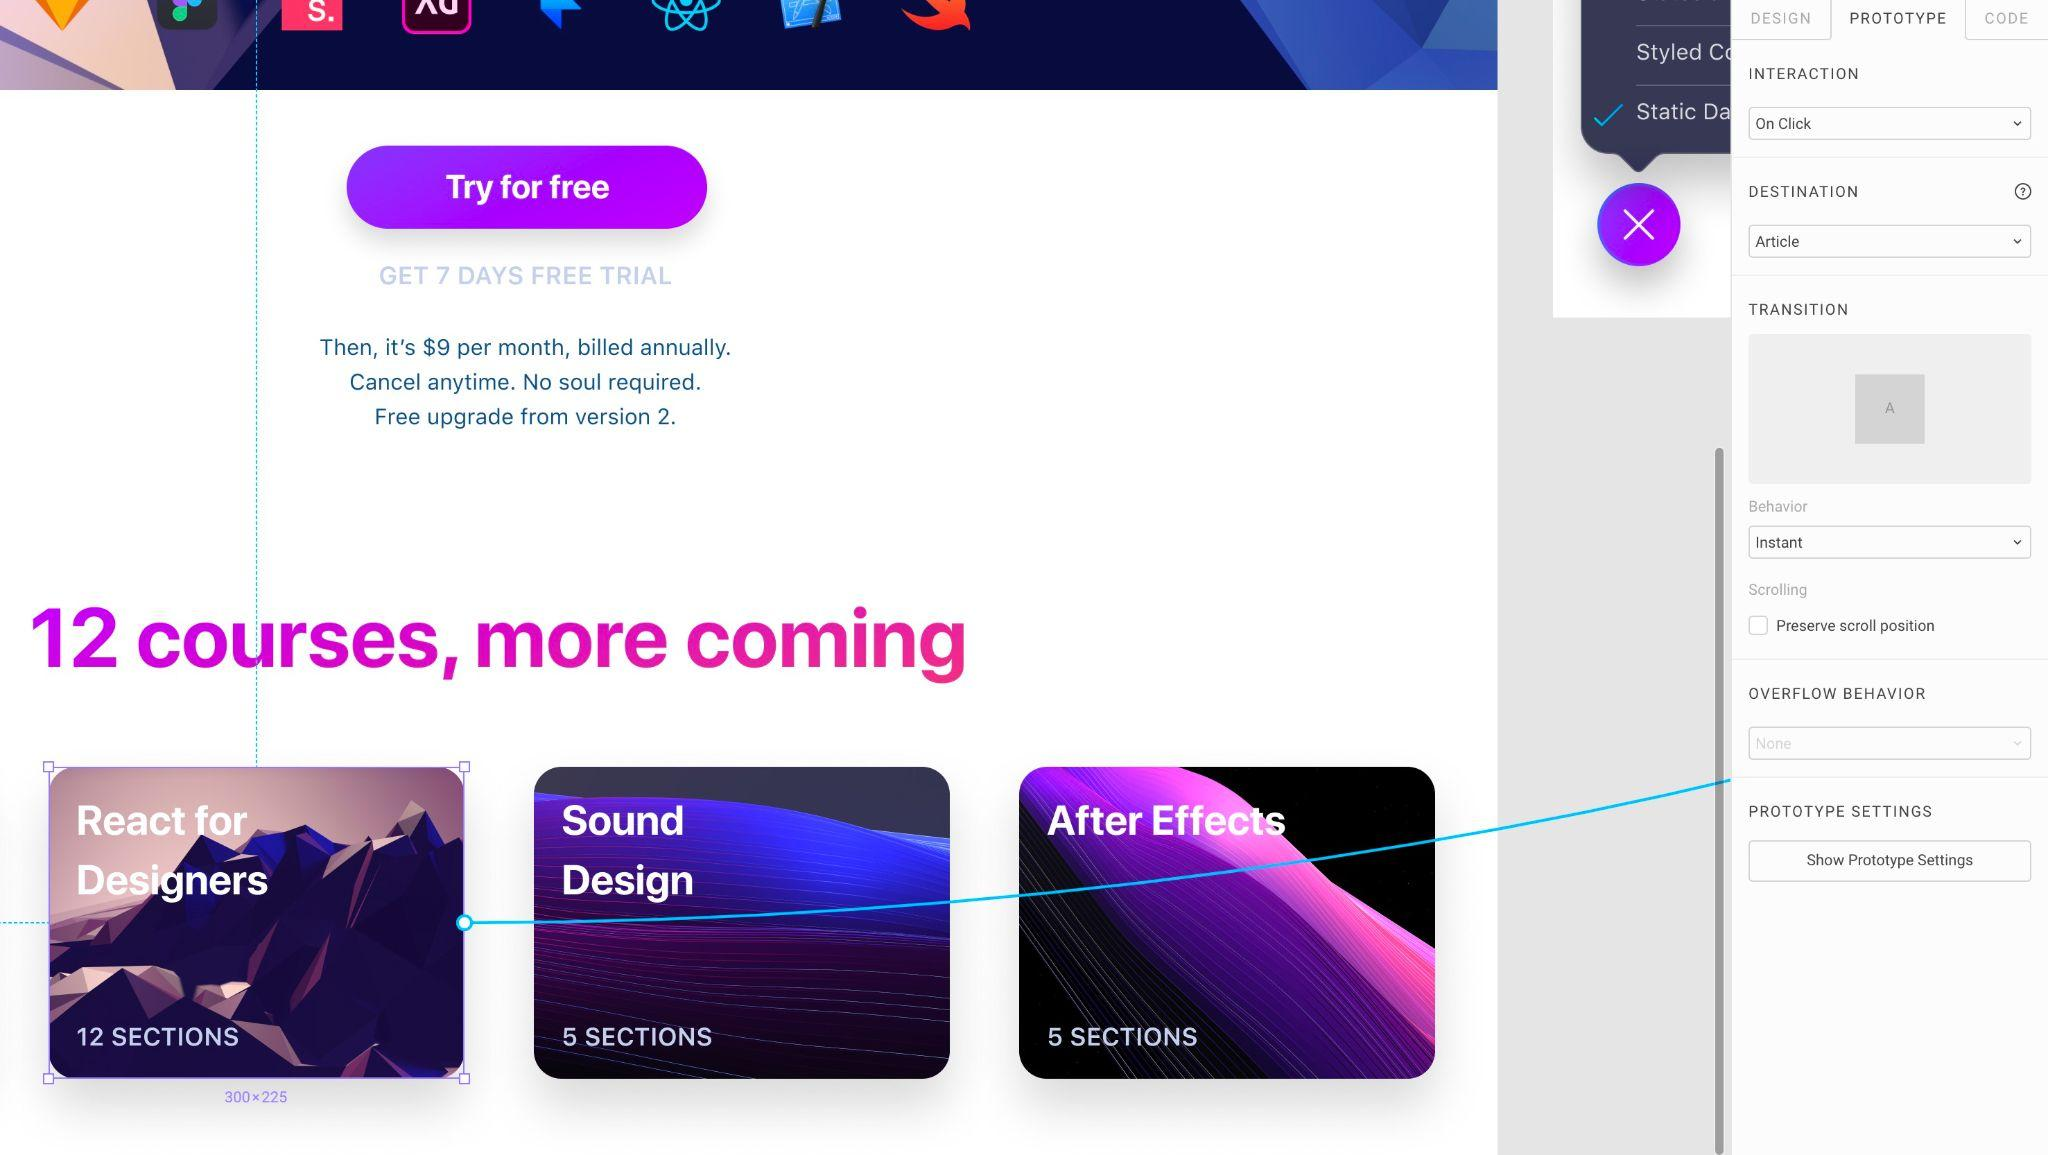 S.
Try for free
GET 7 DAYS FREE TRIAL
Then, it’s $9 per month, billed annually.
Cancel anytime. No soul required.
Free upgrade from version 2.
12 courses, more coming
React for
Designers
12 SECTIONS
300×225
Sound
Design
5 SECTIONS
After Effects
5 SECTIONS
Styled Co
Static Da
DESIGN
PROTOTYPE
CODE
INTERACTION
On Click
DESTINATION
?
Article
TRANSITION
A
Behavior
Instant
Scrolling
Preserve scroll position
OVERFLOW BEHAVIOR
None
PROTOTYPE SETTINGS
Show Prototype Settings